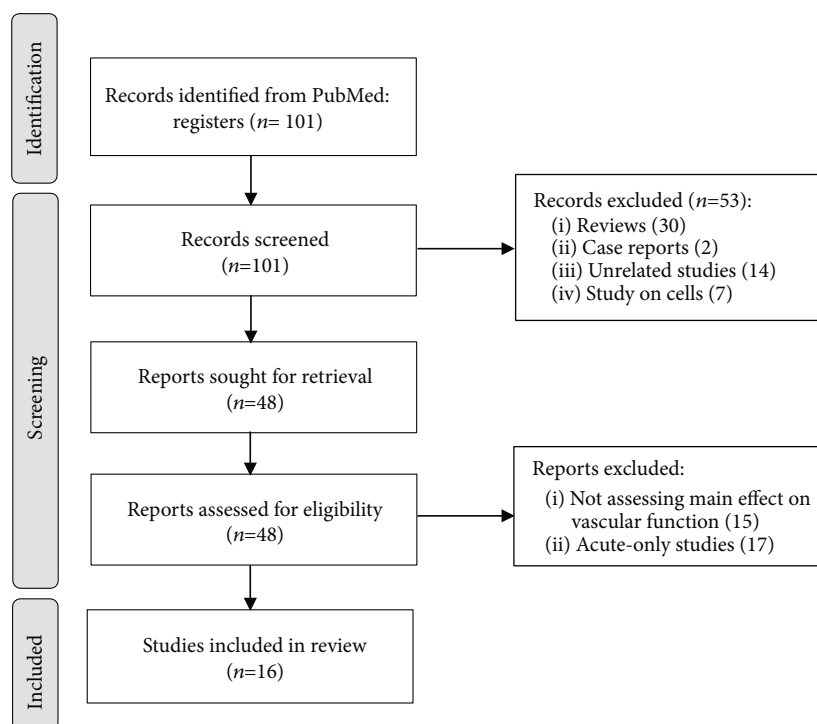 Identification
Records identified from PubMed:
registers (n= 101)
Screening
Records screened
(n=101)
Records excluded (n=53):
(i) Reviews (30)
(ii) Case reports (2)
(iii) Unrelated studies (14)
(iv) Study on cells (7)
Reports sought for retrieval
(n=48)
Reports assessed for eligibility
(n=48)
Reports excluded:
(i) Not assessing main effect on
vascular function (15)
(ii) Acute-only studies (17)
Included
Studies included in review
(n=16)